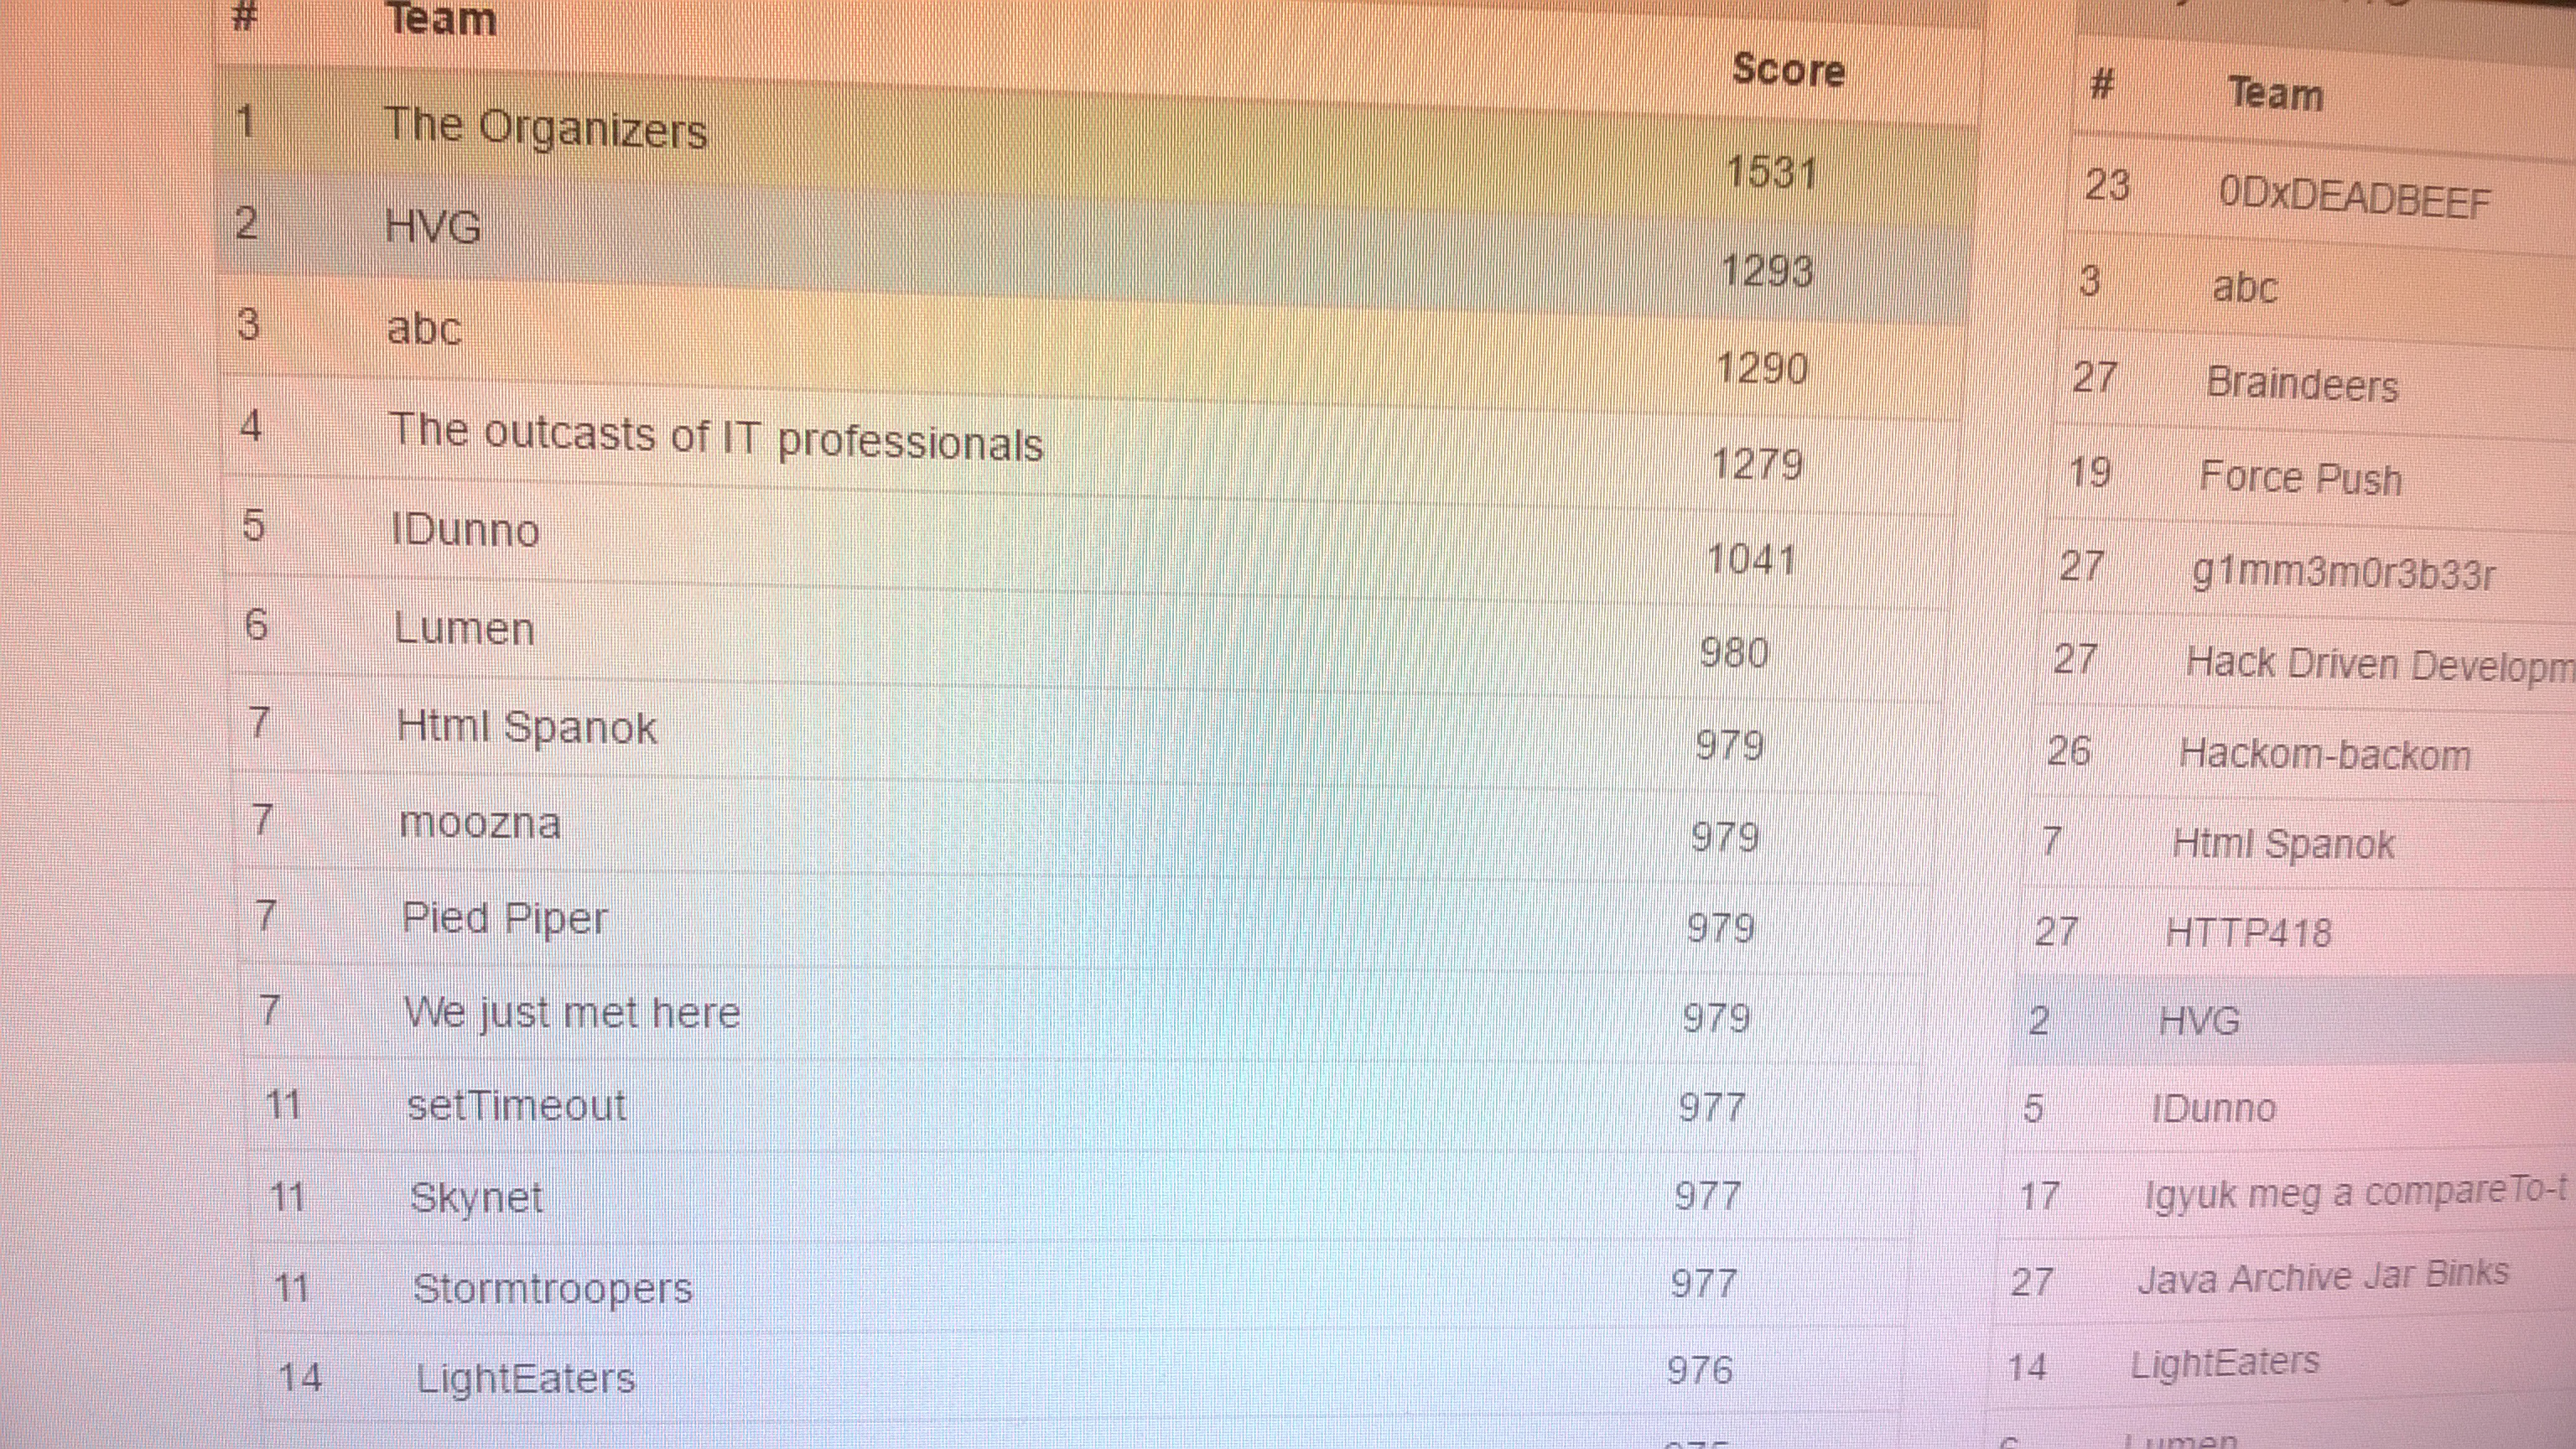 # Team Score
1 The Organizers 1531
2 HVG 1293
3 abc 1290
4 The outcasts of IT professionals 1279
5 IDunno 1041
6 Lumen 980
7 Html Spanok 979
7 moozna 979
7 Pied Piper 979
7 We just met here 979
11 setTimeout 977
11 Skynet 977
11 Stormtroopers 977
14 LightEaters 976
# Team
23 0DxDEADBEEF
3 abc
27 Braindeers
19 Force Push
27 g1mm3m0r3b33r
27 Hack Driven Developm
26 Hackom-backom
7 Html Spanok
27 HTTP418
2 HVG
5 IDunno
17 Igyuk meg a compareTo-t
27 Java Archive Jar Binks
14 LightEaters
6 Lumen